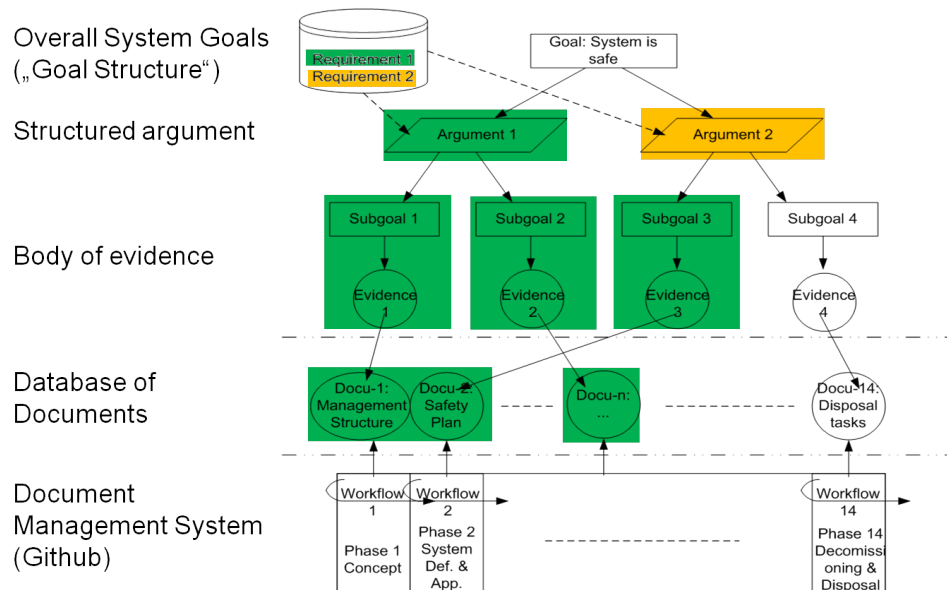 Overall System Goals
(„Goal Structure“)
Requirement 1
Requirement 2
Goal: System is
safe
Structured argument
Argument 1
Argument 2
Body of evidence
Subgoal 1
Subgoal 2
Subgoal 3
Subgoal 4
Evidence
1
Evidence
2
Evidence
3
Evidence
4
Database of
Documents
Docu-1:
Management
Structure
Docu-2:
Safety
Plan
Docu-n:
...
Docu-14:
Disposal
tasks
Document
Management System
(Github)
Workflow
1
Phase 1
Concept
Workflow
2
Phase 2
System
Def. &
App.
Workflow
14
Phase 14
Decomissi
oning &
Disposal